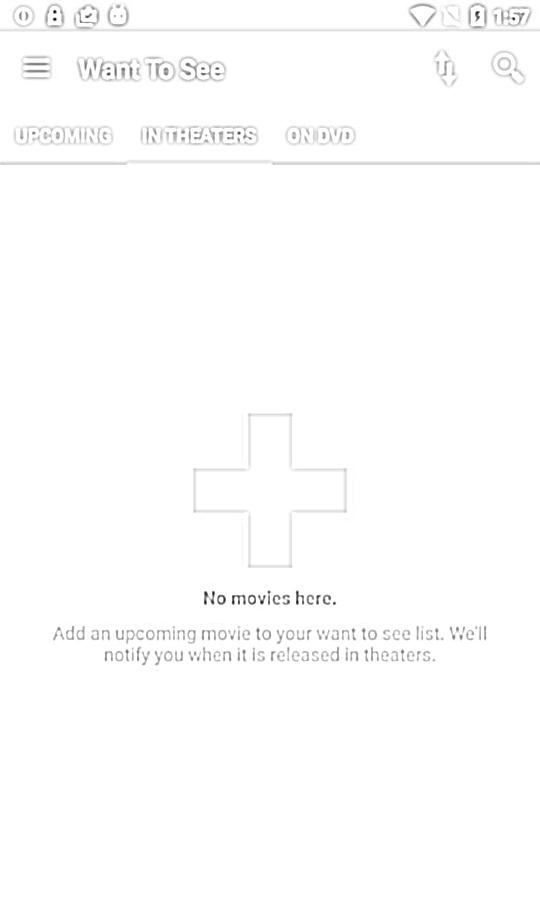 1:57
Want To See
UPCOMING IN THEATERS ON DVD
No movies here.
Add an upcoming movie to your want to see list. We'll
notify you when it is released in theaters.